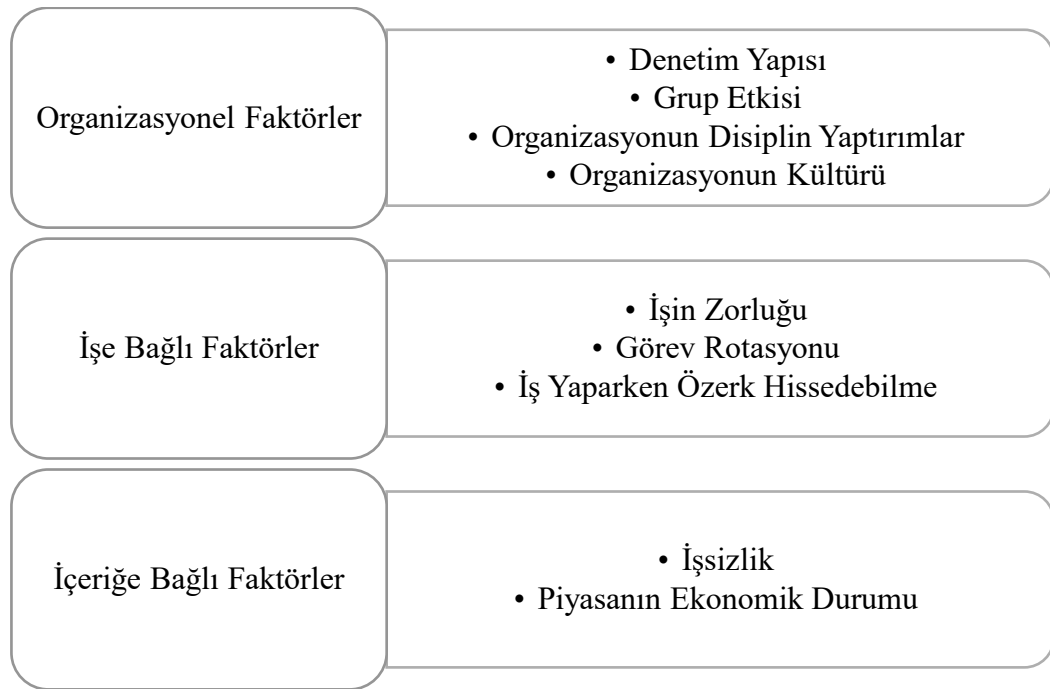 Organizasyonel Faktörler
• Denetim Yapısı
• Grup Etkisi
• Organizasyonun Disiplin Yaptırımlar
• Organizasyonun Kültürü
İşe Bağlı Faktörler
• İşin Zorluğu
• Görev Rotasyonu
• İş Yaparken Özerk Hissedebilme
İçeriğe Bağlı Faktörler
• İşsizlik
• Piyasanın Ekonomik Durumu